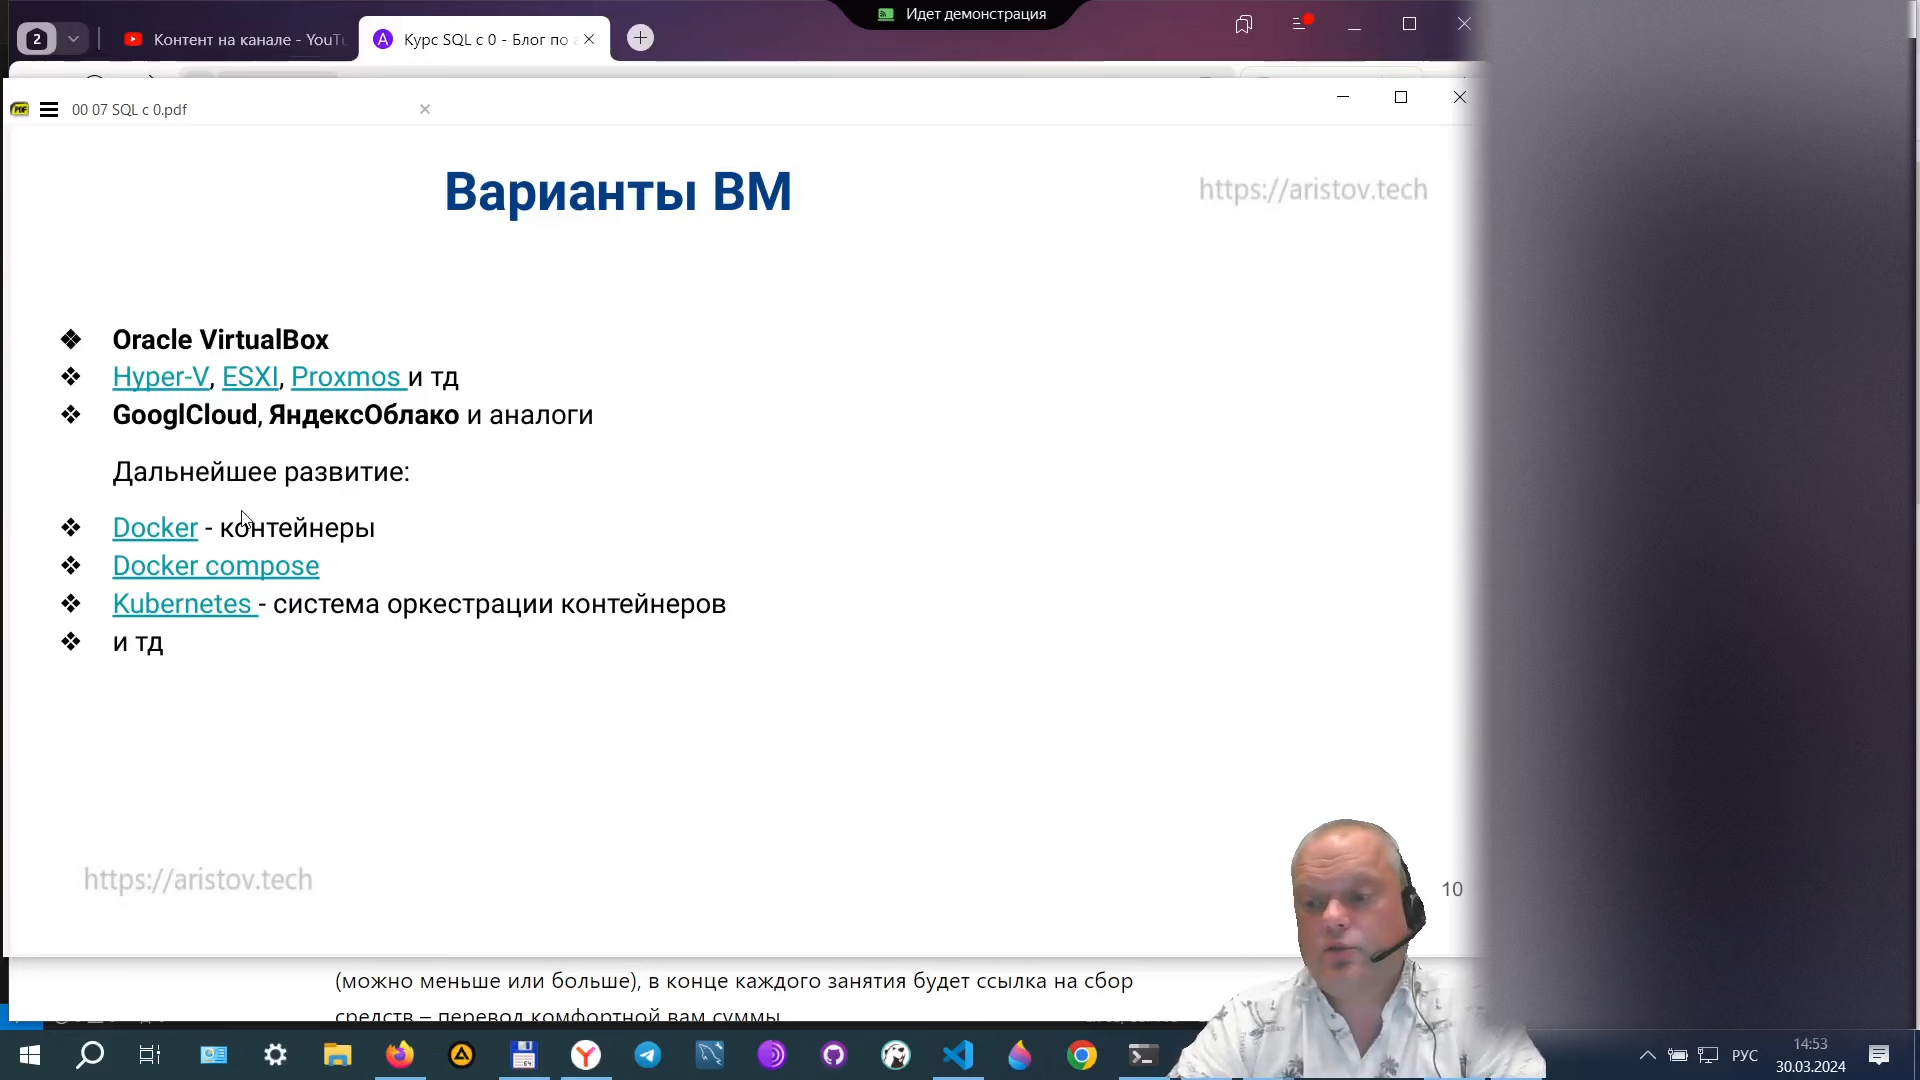 Идет демонстрация
2
Контент на канале - YouTu
Курс SQL с 0 - Блог по
00 07 SQL с 0.pdf
Варианты ВМ
https://aristov.tech
❖ Oracle VirtualBox
❖ Hyper-V, ESXI, Proxmos и тд
❖ GooglCloud, ЯндексОблако и аналоги
Дальнейшее развитие:
❖ Docker - контейнеры
❖ Docker compose
❖ Kubernetes - система оркестрации контейнеров
❖ и тд
https://aristov.tech
10
(можно меньше или больше), в конце каждого занятия будет ссылка на сбор
средств – перевод комфортной вам суммы
РУС
14:53
30.03.2024